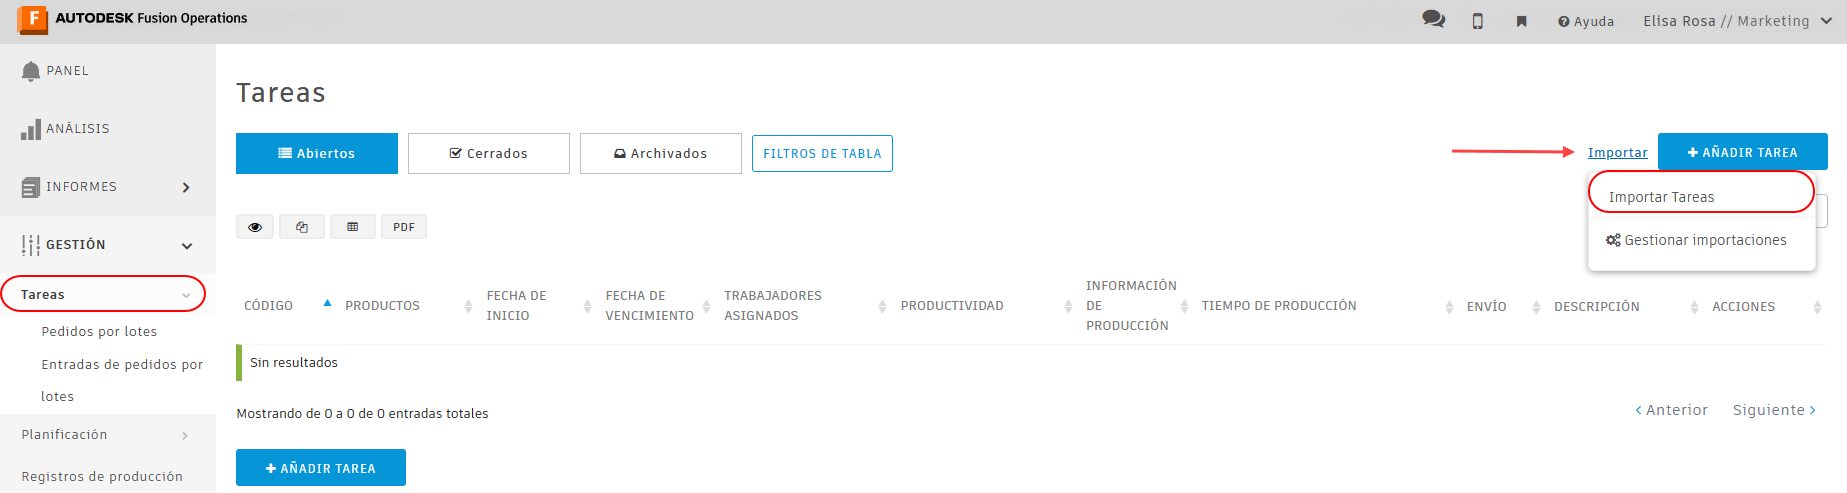 AUTODESK Fusion Operations
Ayuda
Elisa Rosa // Marketing
PANEL
ANÁLISIS
INFORMES
GESTIÓN
Tareas
Pedidos por lotes
Entradas de pedidos por
lotes
Planificación
Registros de producción
Tareas
Abiertos
Cerrados
Archivados
FILTROS DE TABLA
Importar
AÑADIR TAREA
Importar Tareas
Gestionar importaciones
PDF
CÓDIGO
PRODUCTOS
FECHA DE
INICIO
FECHA DE
VENCIMIENTO
TRABAJADORES
ASIGNADOS
PRODUCTIVIDAD
INFORMACIÓN
DE
PRODUCCIÓN
TIEMPO DE PRODUCCIÓN
ENVÍO
DESCRIPCIÓN
ACCIONES
Sin resultados
Mostrando de 0 a 0 de 0 entradas totales
Anterior
Siguiente
AÑADIR TAREA